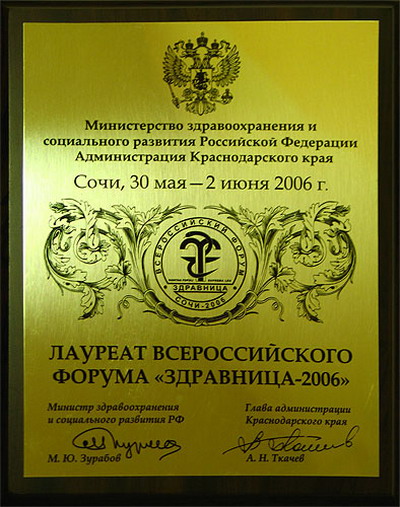 Министерство здравоохранения и
социального развития Российской Федерации
Администрация Краснодарского края
Сочи, 30 мая—2 июня 2006 г.
ВСЕРОССИЙСКИЙ ФОРУМ
ЗДРАВНИЦА
СОЧИ-2006
ЛАУРЕАТ ВСЕРОССИЙСКОГО
ФОРУМА «ЗДРАВНИЦА-2006»
Министр здравоохранения
и социального развития РФ
М. Ю. Зурабов
Глава администрации
Краснодарского края
А. Н. Ткачев